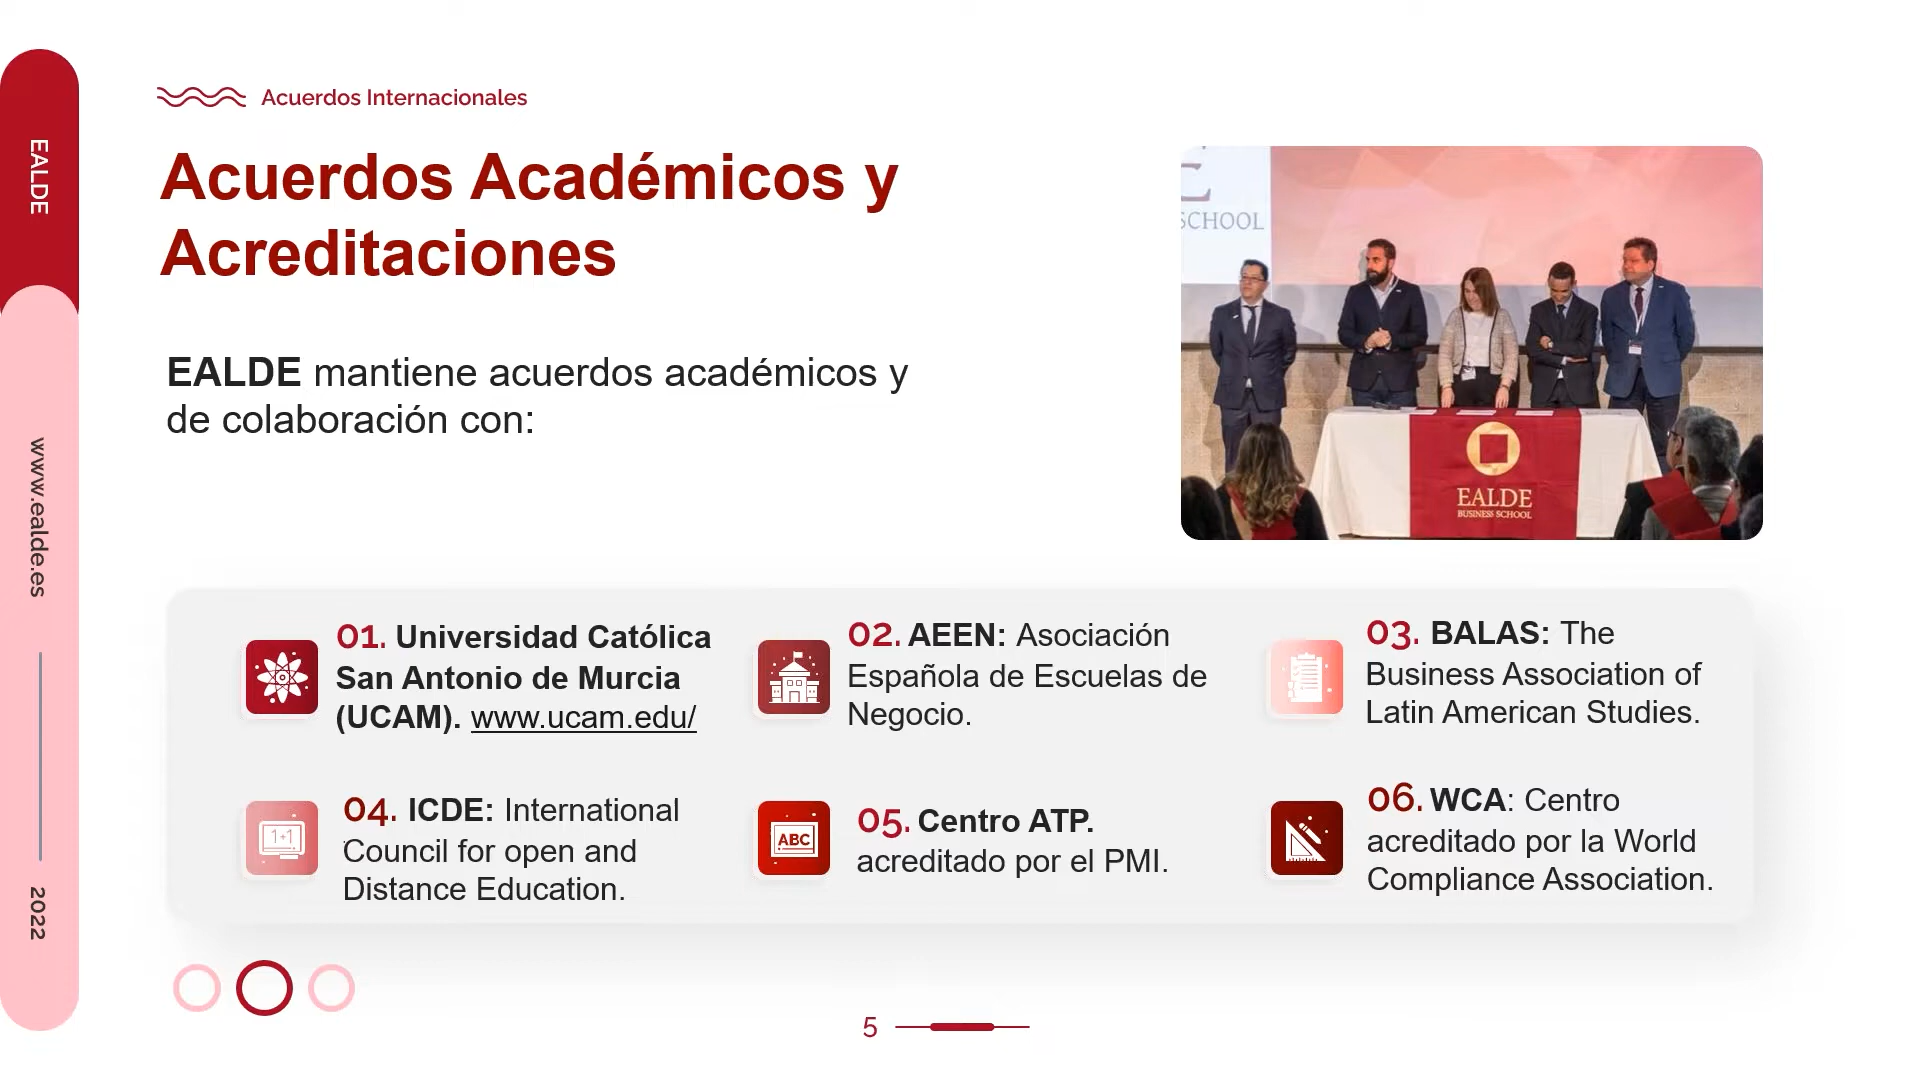 EALDE
www.ealde.es
2022
Acuerdos Internacionales
Acuerdos Académicos y
Acreditaciones
EALDE mantiene acuerdos académicos y
de colaboración con:
SCHOOL
EALDE
BUSINESS SCHOOL
01. Universidad Católica
San Antonio de Murcia
(UCAM). www.ucam.edu/
02. AEEN: Asociación
Española de Escuelas de
Negocio.
03. BALAS: The
Business Association of
Latin American Studies.
1+1
04. ICDE: International
Council for open and
Distance Education.
ABC
05. Centro ATP.
acreditado por el PMI.
06. WCA: Centro
acreditado por la World
Compliance Association.
5